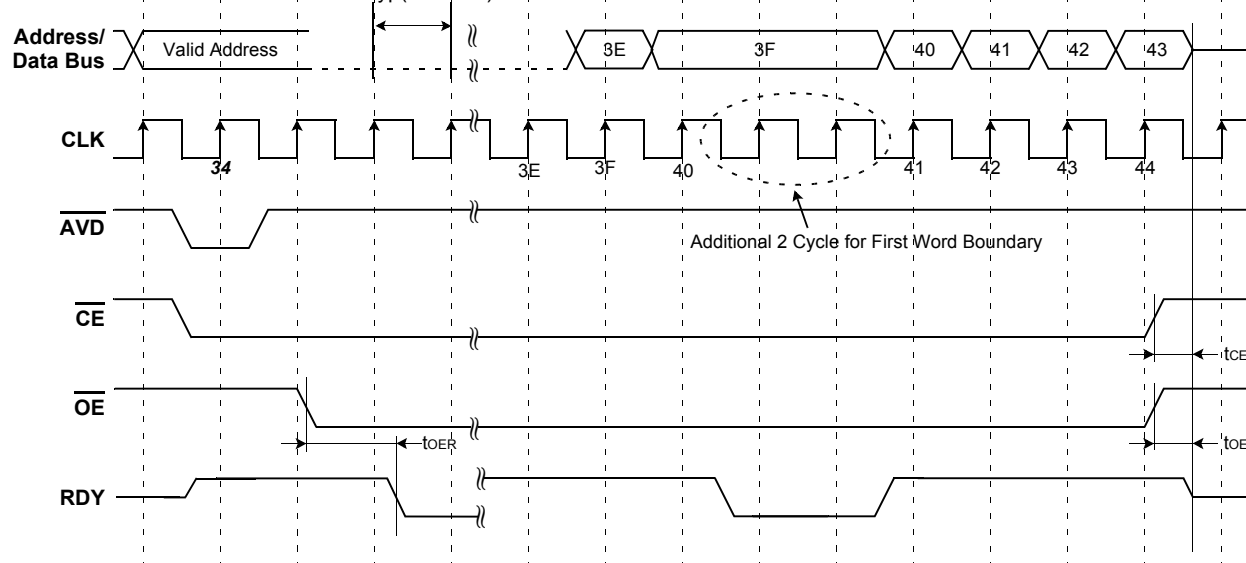 Address/
Data Bus
Valid Address
3E
3F
40
41
42
43
CLK
34
3E
3F
40
41
42
43
44
AVD
Additional 2 Cycle for First Word Boundary
CE
tCE
OE
tOER
tOE
RDY